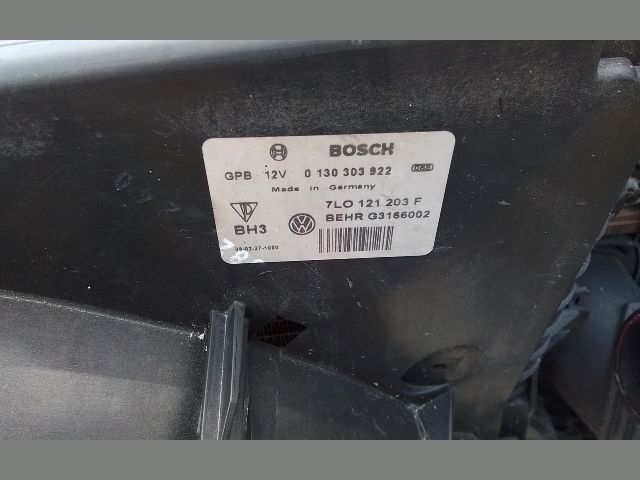 BOSCH
GPB 12V 0 130 303 922
Made in Germany
7LO 121 203 F
BEHR G3166002
BH3